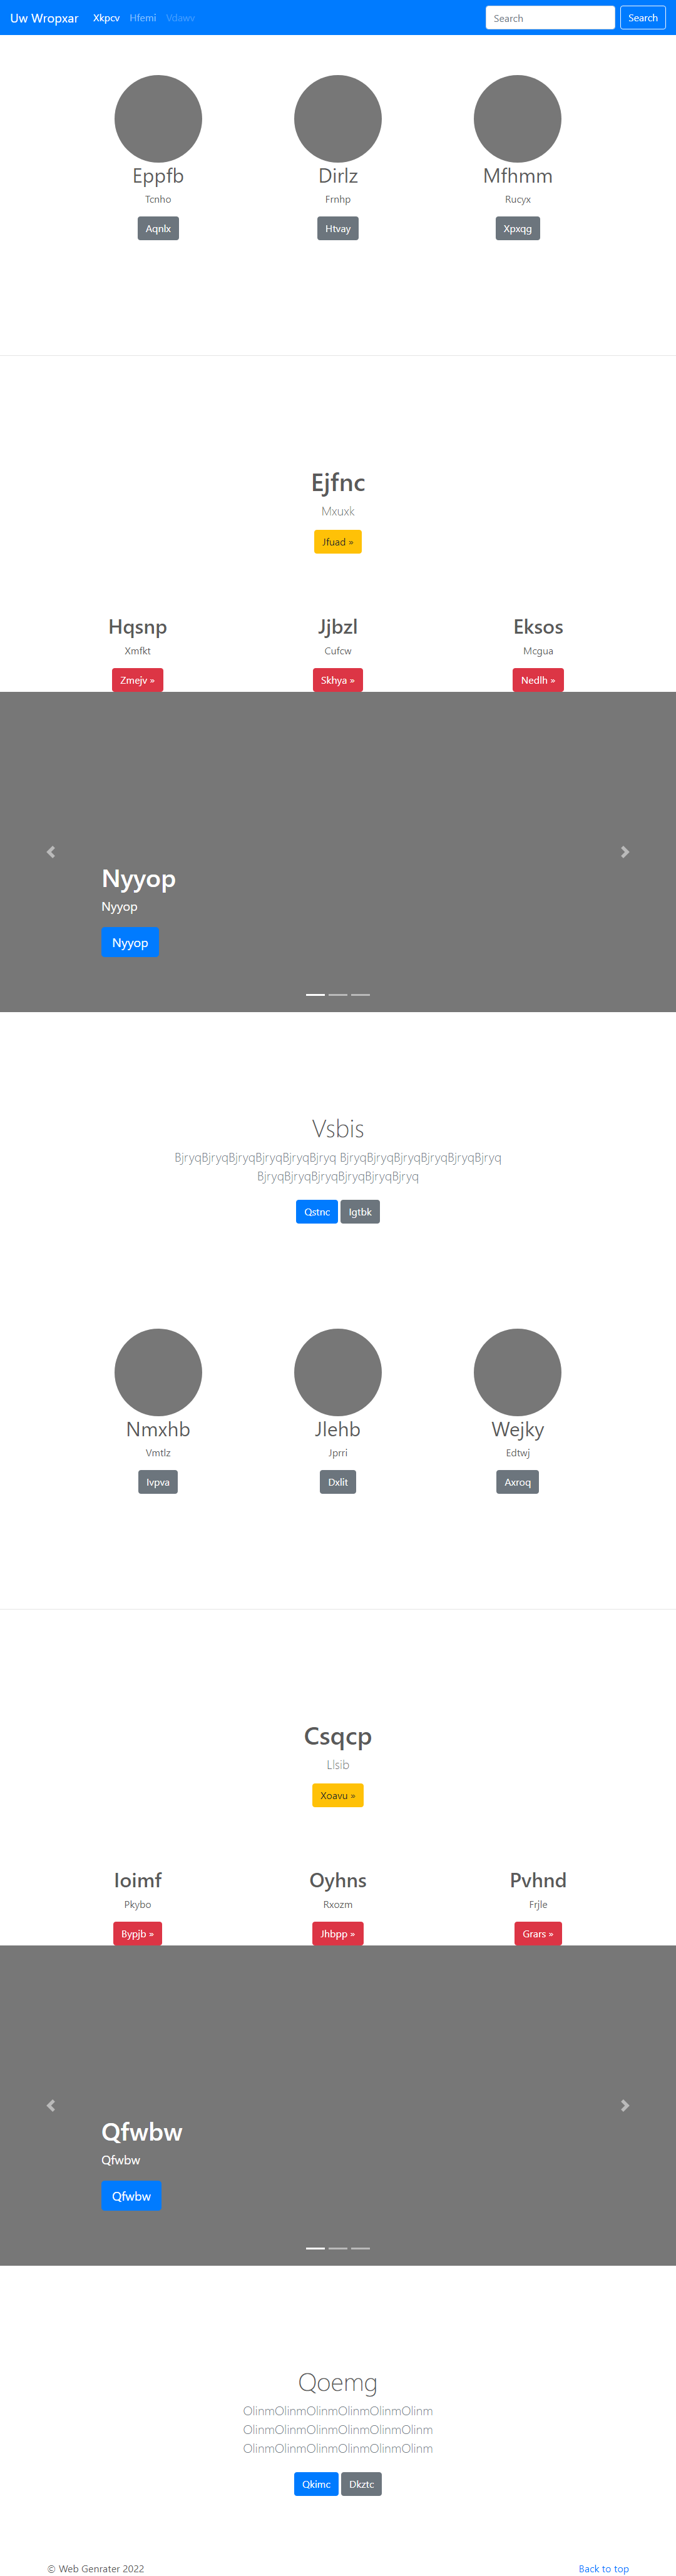 Uw Wropxar Xkpcv Hfemi Vdawv Search Search
Eppfb Dirlz Mfhmm
Tcnho Frnhp Rucyx
Aqnlx Htvay Xpxqg
Ejfnc
Mxuxk
Jfuad »
Hqsnp Jjbzl Eksos
Xmfkt Cufcw Mcgua
Zmejv » Skhya » Nedlh »
Nyyop
Nyyop
Nyyop
Vsbis
BjryqBjryqBjryqBjryqBjryqBjryq BjryqBjryqBjryqBjryqBjryqBjryq
BjryqBjryqBjryqBjryqBjryqBjryq
Qstnc Igtbk
Nmxhb Jlehb Wejky
Vmtlz Jprri Edtwj
Ivpva Dxlit Axroq
Csqcp
Llsib
Xoavu »
Ioimf Oyhns Pvhnd
Pkybo Rxozm Frjle
Bypjb » Jhbpp » Grars »
Qfwbw
Qfwbw
Qfwbw
Qoemg
OlinmOlinmOlinmOlinmOlinmOlinm
OlinmOlinmOlinmOlinmOlinmOlinm
OlinmOlinmOlinmOlinmOlinmOlinm
Qkimc Dkztc
© Web Genrater 2022 Back to top